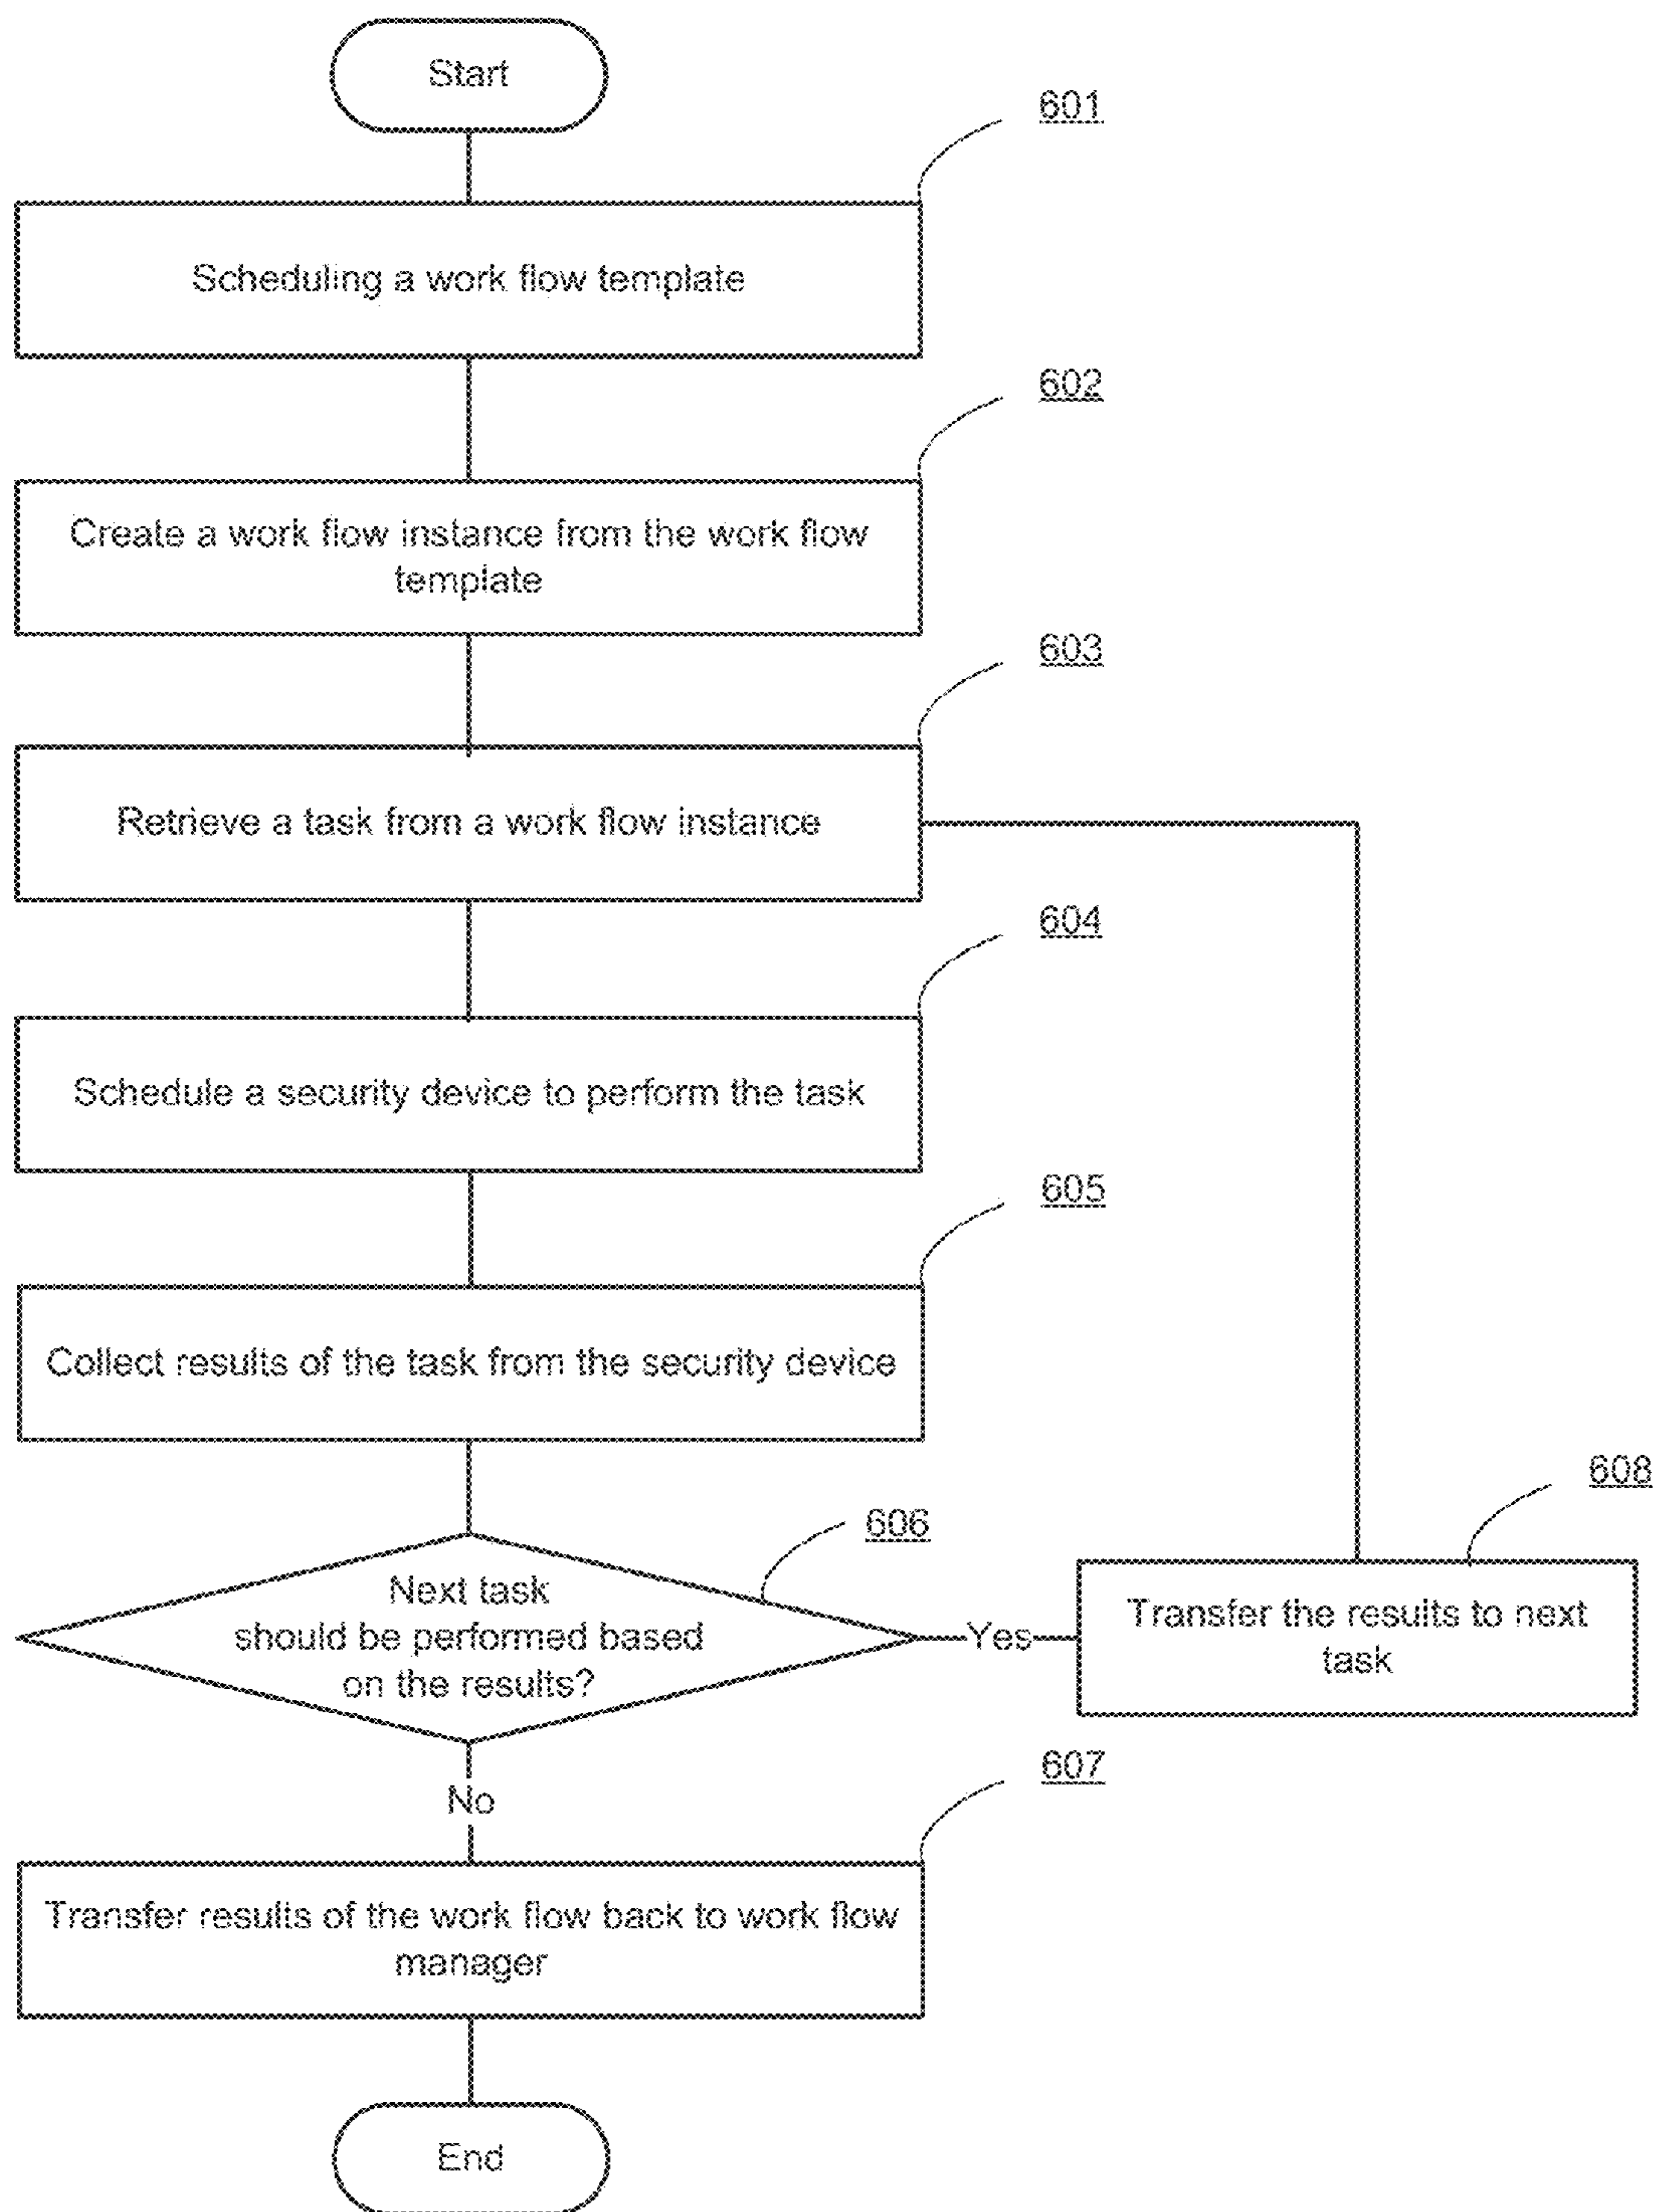 Start
601
Scheduling a work flow template
602
Create a work flow instance from the work flow
template
603
Retrieve a task from a work flow instance
604
Schedule a security device to perform the task
605
Collect results of the task from the security device
606
Next task
should be performed based
on the results?
Yes
608
Transfer the results to next
task
No
607
Transfer results of the work flow back to work flow
manager
End